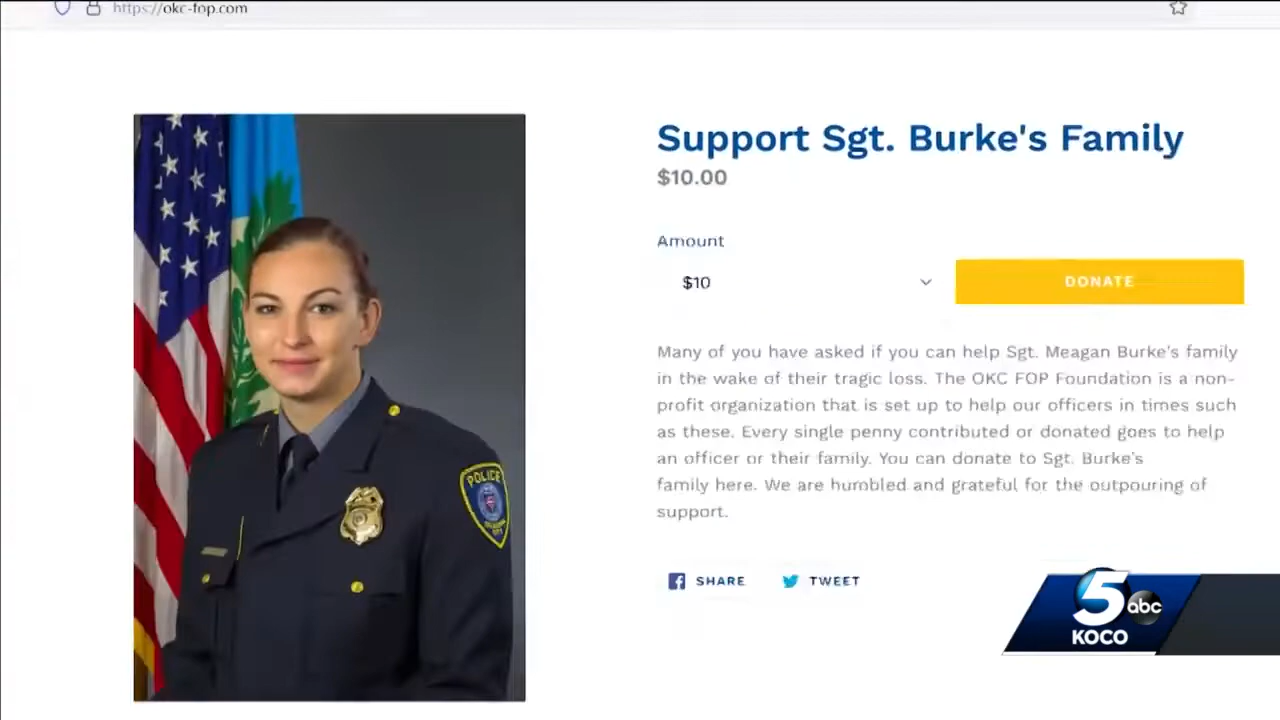 https://okc-fop.com
Support Sgt. Burke's Family
$10.00
Amount
$10
DONATE
Many of you have asked if you can help Sgt. Meagan Burke's family
in the wake of their tragic loss. The OKC FOP Foundation is a non-
profit organization that is set up to help our officers in times such
as these. Every single penny contributed or donated goes to help
an officer or their family. You can donate to Sgt. Burke's
family here. We are humbled and grateful for the outpouring of
support.
SHARE
TWEET
POLICE
5
abc
KOCO